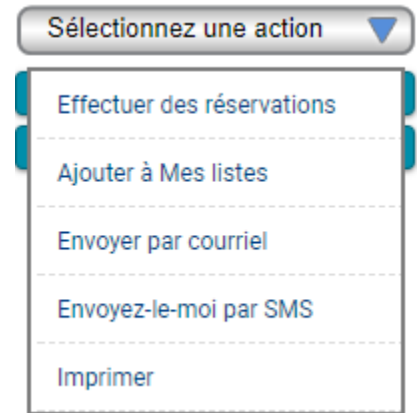 Sélectionnez une action
Effectuer des réservations
Ajouter à Mes listes
Envoyer par courriel
Envoyez-le-moi par SMS
Imprimer